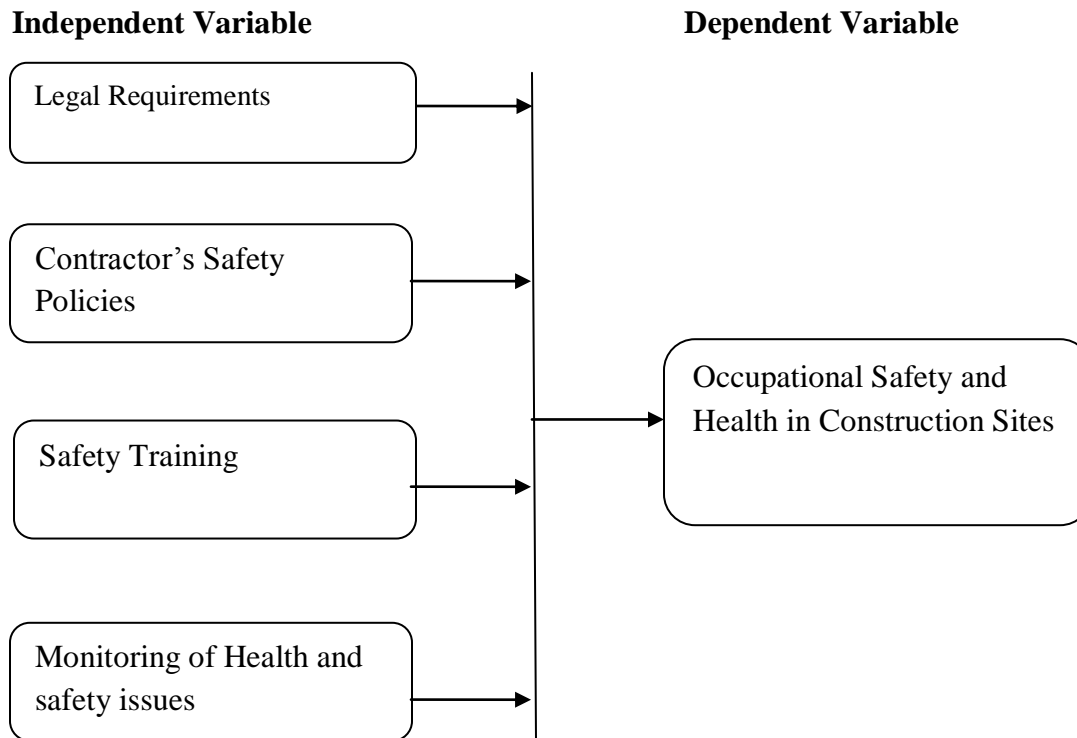 Independent Variable
Dependent Variable
Legal Requirements
Contractor’s Safety
Policies
Safety Training
Monitoring of Health and
safety issues
Occupational Safety and
Health in Construction Sites